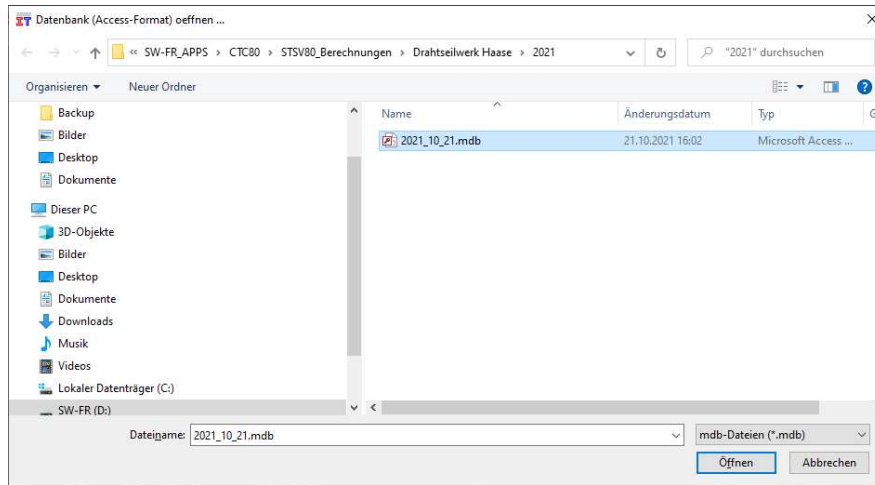 Datenbank (Access-Format) oeffnen ...
« SW-FR_APPS › CTC80 › STSV80_Berechnungen › Drahtseilwerk Haase › 2021
"2021" durchsuchen
Organisieren Neuer Ordner
Backup
Bilder
Desktop
Dokumente
Dieser PC
3D-Objekte
Bilder
Desktop
Dokumente
Downloads
Musik
Videos
Lokaler Datenträger (C:)
SW-FR (D:)
Name Änderungsdatum Typ G
2021_10_21.mdb 21.10.2021 16:02 Microsoft Access ...
Dateiname: 2021_10_21.mdb mdb-Dateien (*.mdb)
Öffnen Abbrechen